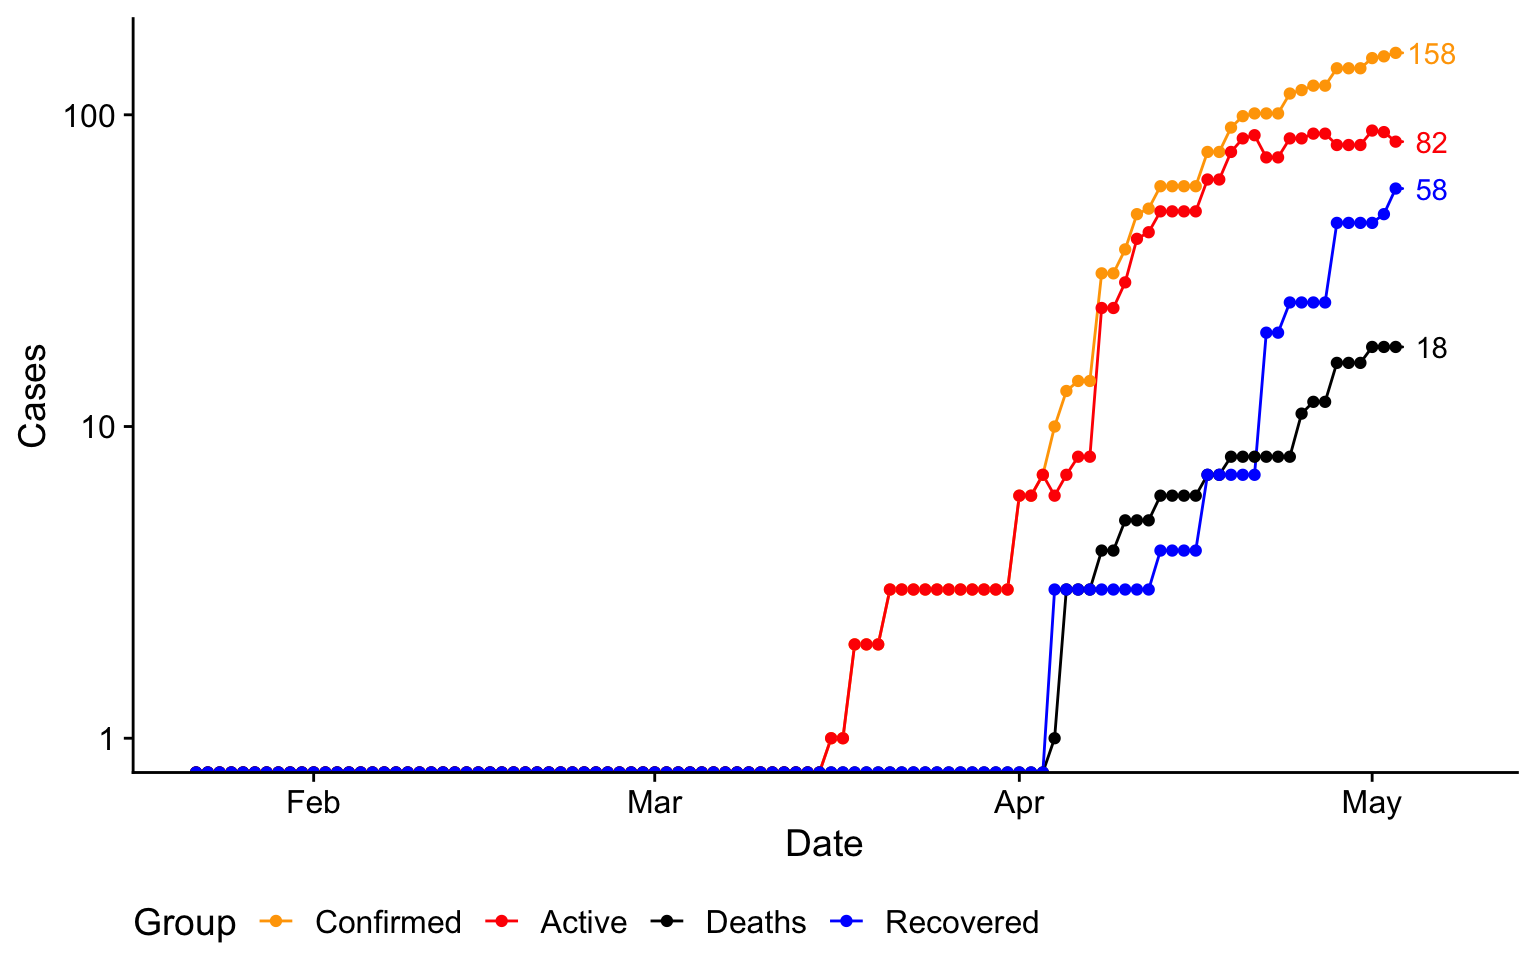 158
100
82
58
18
Cases
10
1
Feb Mar Apr May
Date
Group Confirmed Active Deaths Recovered